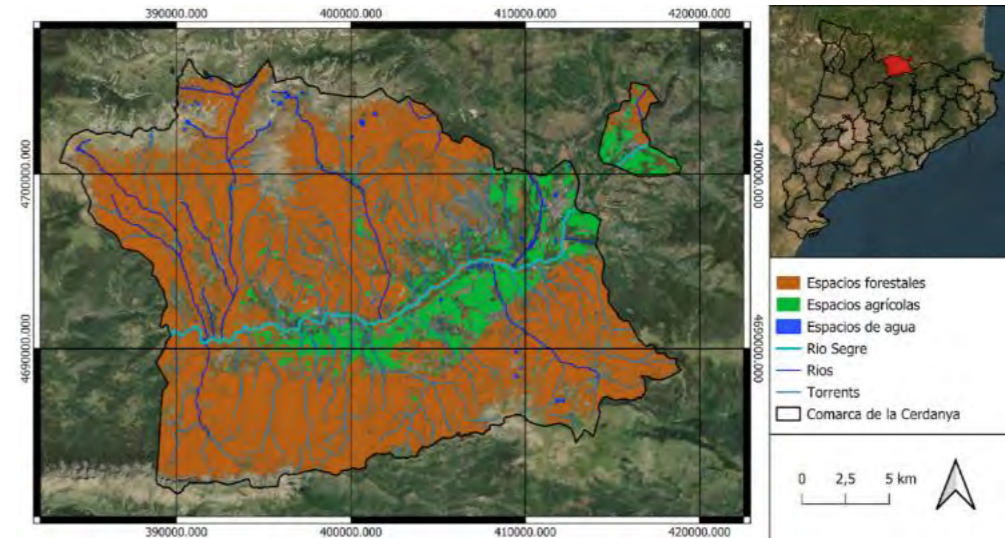 390000.000 400000.000 410000.000 420000.000
4700000.000 4700000.000
4690000.000 4690000.000
390000.000 400000.000 410000.000 420000.000
Espacios forestales
Espacios agrícolas
Espacios de agua
Rio Segre
Rios
Torrents
Comarca de la Cerdanya
0 2,5 5 km